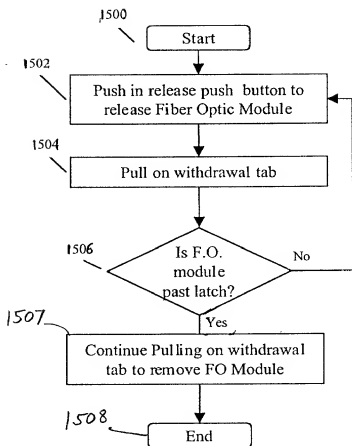 1500
Start
1502
Push in release push button to
release Fiber Optic Module
1504
Pull on withdrawal tab
1506
Is F.O.
module
past latch?
No
Yes
1507
Continue Pulling on withdrawal
tab to remove FO Module
1508
End